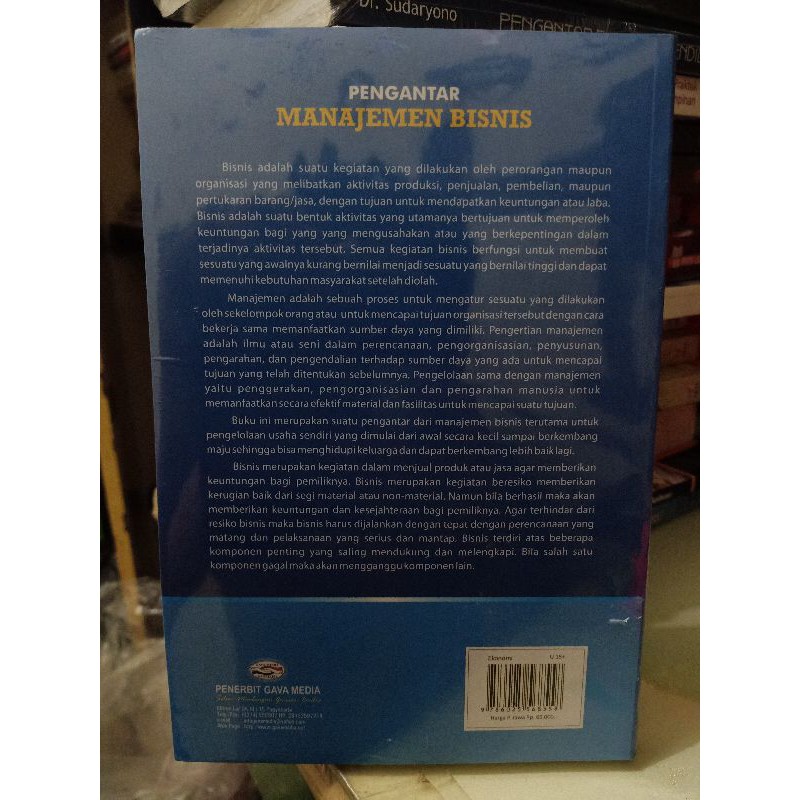 Dr. Sudaryono
PENGANTAR
PENGANTAR
MANAJEMEN BISNIS
Bisnis adalah suatu kegiatan yang dilakukan oleh perorangan maupun
organisasi yang melibatkan aktivitas produksi, penjualan, pembelian, maupun
pertukaran barang/jasa, dengan tujuan untuk mendapatkan keuntungan atau laba.
Bisnis adalah suatu bentuk aktivitas yang utamanya bertujuan untuk memperoleh
keuntungan bagi yang yang mengusahakan atau yang berkepentingan dalam
terjadinya aktivitas tersebut. Semua kegiatan bisnis berfungsi untuk membuat
sesuatu yang awalnya kurang bernilai menjadi sesuatu yang bernilai tinggi dan dapat
memenuhi kebutuhan masyarakat setelah diolah.
Manajemen adalah sebuah proses untuk mengatur sesuatu yang dilakukan
oleh sekelompok orang atau untuk mencapai tujuan organisasi tersebut dengan cara
bekerja sama memanfaatkan sumber daya yang dimiliki. Pengertian manajemen
adalah ilmu atau seni dalam perencanaan, pengorganisasian, penyusunan,
pengarahan, dan pengendalian terhadap sumber daya yang ada untuk mencapai
tujuan yang telah ditentukan sebelumnya. Pengelolaan sama dengan manajemen
yaitu penggerakan, pengorganisasian dan pengarahan manusia untuk
memanfaatkan secara efektif material dan fasilitas untuk mencapai suatu tujuan.
Buku ini merupakan suatu pengantar dari manajemen bisnis terutama untuk
pengelolaan usaha sendiri yang dimulai dari awal secara kecil sampai berkembang
maju sehingga bisa menghidupi keluarga dan dapat berkembang lebih baik lagi.
Bisnis merupakan kegiatan dalam menjual produk atau jasa agar memberikan
keuntungan bagi pemiliknya. Bisnis merupakan kegiatan beresiko memberikan
kerugian baik dari segi material atau non-material. Namun bila berhasil maka akan
memberikan keuntungan dan kesejahteraan bagi pemiliknya. Agar terhindar dari
resiko bisnis maka bisnis harus dijalankan dengan tepat dengan perencanaan yang
matang dan pelaksanaan yang serius dan mantap. Bisnis terdiri atas beberapa
komponen penting yang saling mendukung dan melengkapi. Bila salah satu
komponen gagal maka akan mengganggu komponen lain.
PENERBIT GAVA MEDIA
Ekonomi
Harga P. Jawa Rp.